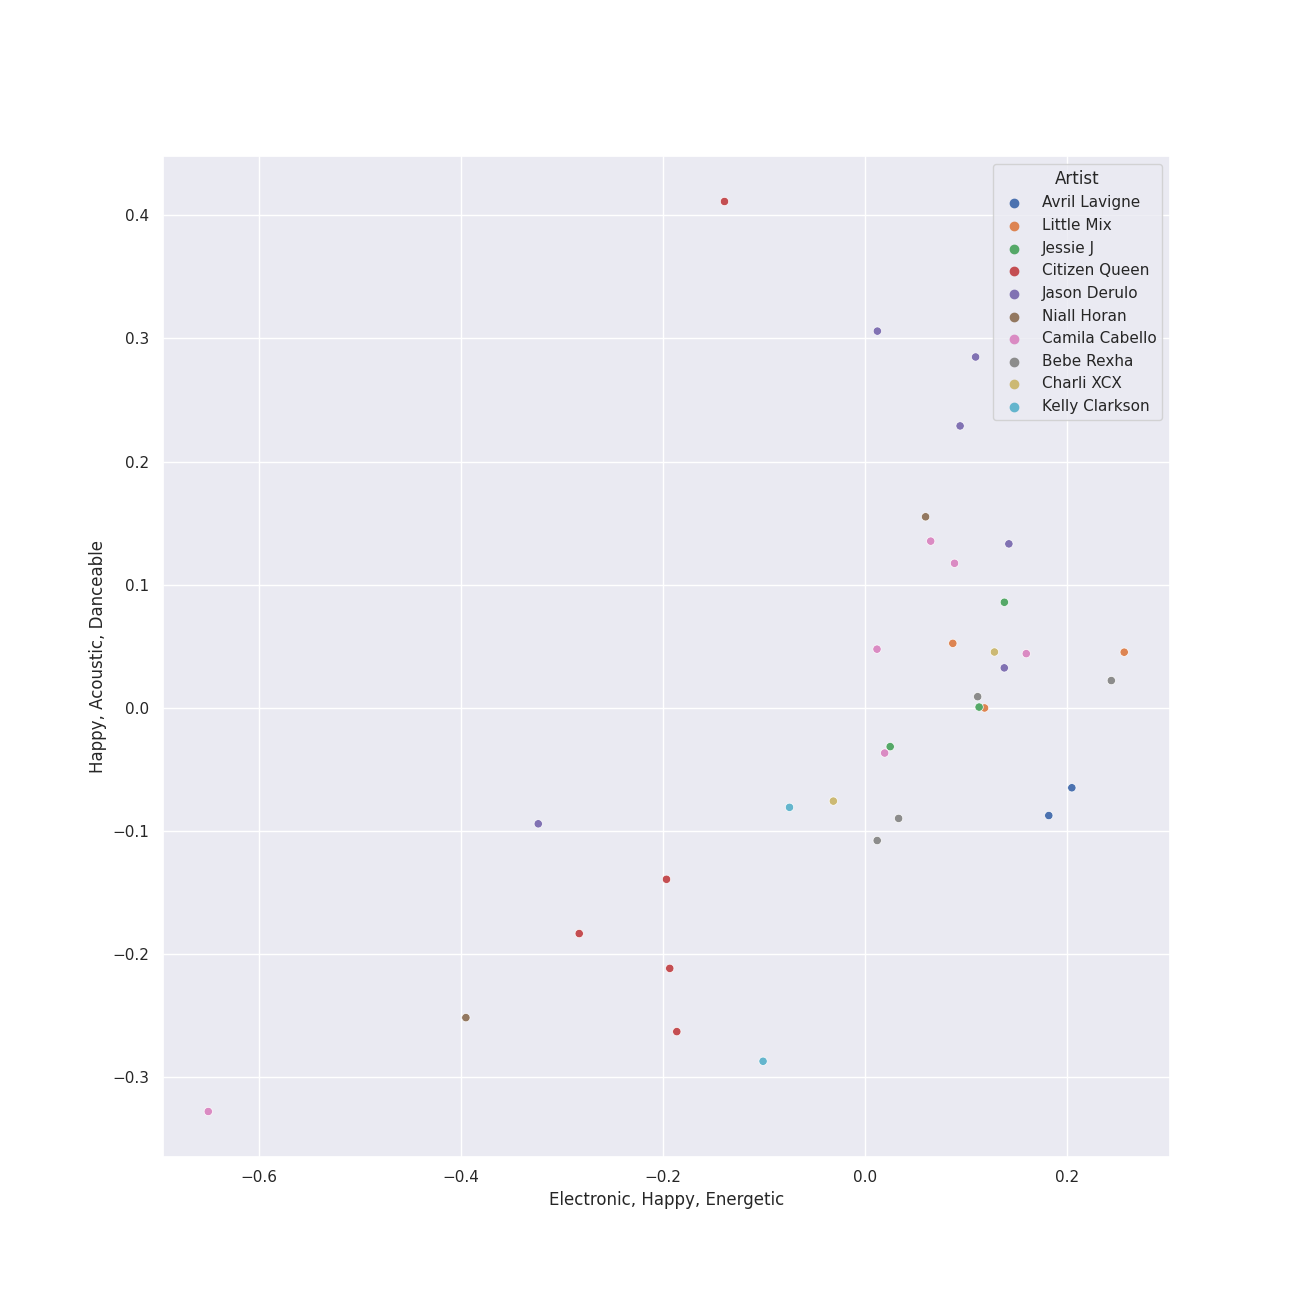 Artist
Avril Lavigne
Little Mix
Jessie J
Citizen Queen
Jason Derulo
Niall Horan
Camila Cabello
Bebe Rexha
Charli XCX
Kelly Clarkson
0.4
0.3
0.2
0.1
0.0
−0.1
−0.2
−0.3
Happy, Acoustic, Danceable
−0.6
−0.4
−0.2
0.0
0.2
Electronic, Happy, Energetic